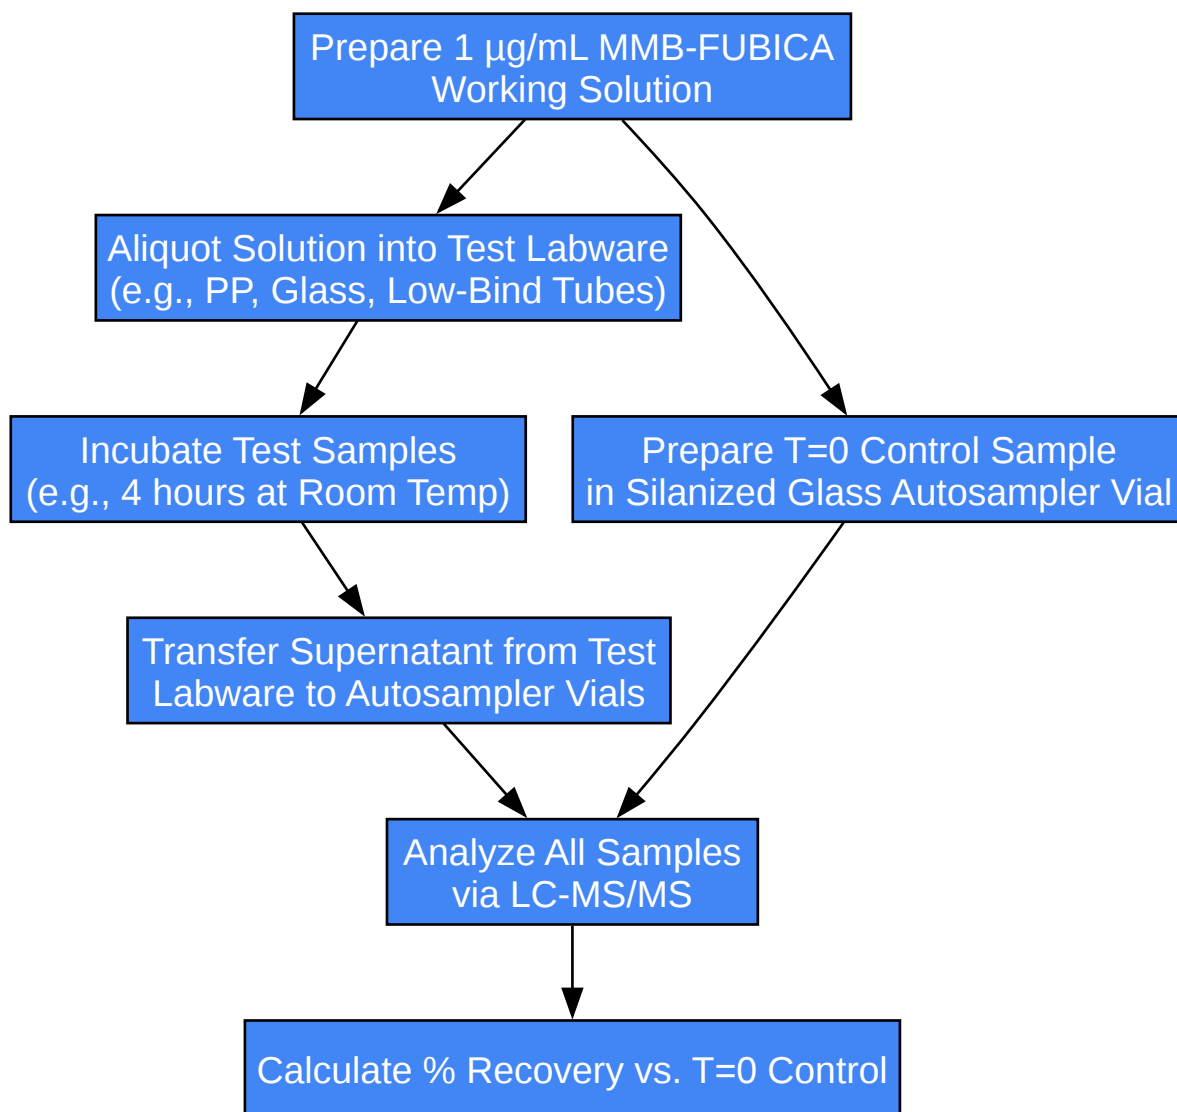 Prepare 1 µg/mL MMB-FUBICA
Working Solution
Aliquot Solution into Test Labware
(e.g., PP, Glass, Low-Bind Tubes)
Incubate Test Samples
(e.g., 4 hours at Room Temp)
Prepare T=0 Control Sample
in Silanized Glass Autosampler Vial
Transfer Supernatant from Test
Labware to Autosampler Vials
Analyze All Samples
via LC-MS/MS
Calculate % Recovery vs. T=0 Control